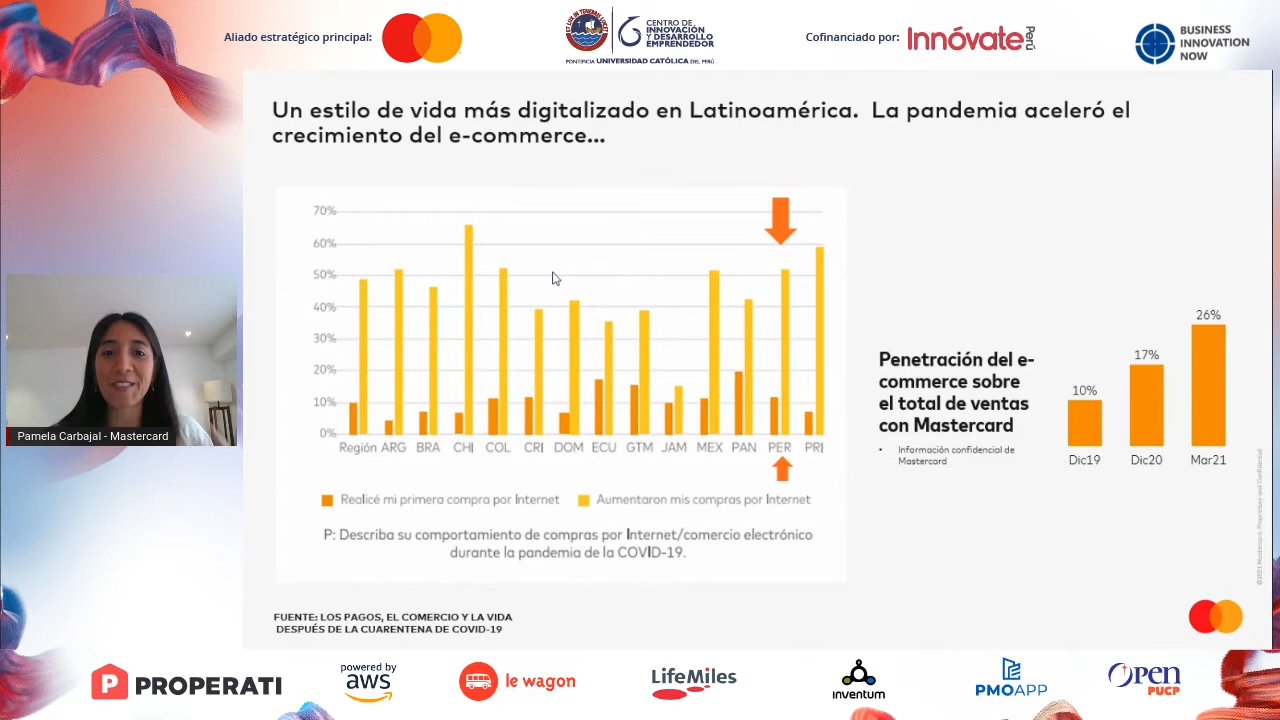 Aliado estratégico principal:
CENTRO DE
INNOVACIÓN
Y DESARROLLO
EMPRENDEDOR
PONTIFICIA UNIVERSIDAD CATÓLICA DEL PERÚ
Cofinanciado por:
Innóvate Perú
BUSINESS
INNOVATION
NOW
Un estilo de vida más digitalizado en Latinoamérica. La pandemia aceleró el
crecimiento del e-commerce...
70%
60%
50%
40%
30%
20%
10%
0%
Región ARG BRA CHI COL CRI DOM ECU GTM JAM MEX PAN PER PRI
Realicé mi primera compra por Internet
Aumentaron mis compras por Internet
P: Describa su comportamiento de compras por Internet/comercio electrónico
durante la pandemia de la COVID-19.
Penetración del e-
commerce sobre
el total de ventas
con Mastercard
• Información confidencial de
Mastercard
10%
17%
26%
Dic19
Dic20
Mar21
©2021 Mastercard. Proprietary and Confidential
Pamela Carbajal - Mastercard
FUENTE: LOS PAGOS, EL COMERCIO Y LA VIDA
DESPUÉS DE LA CUARENTENA DE COVID-19
P PROPERATI
powered by
aws
le wagon
LifeMiles
INVENTUM
PMOAPP
OPEN
PUCP